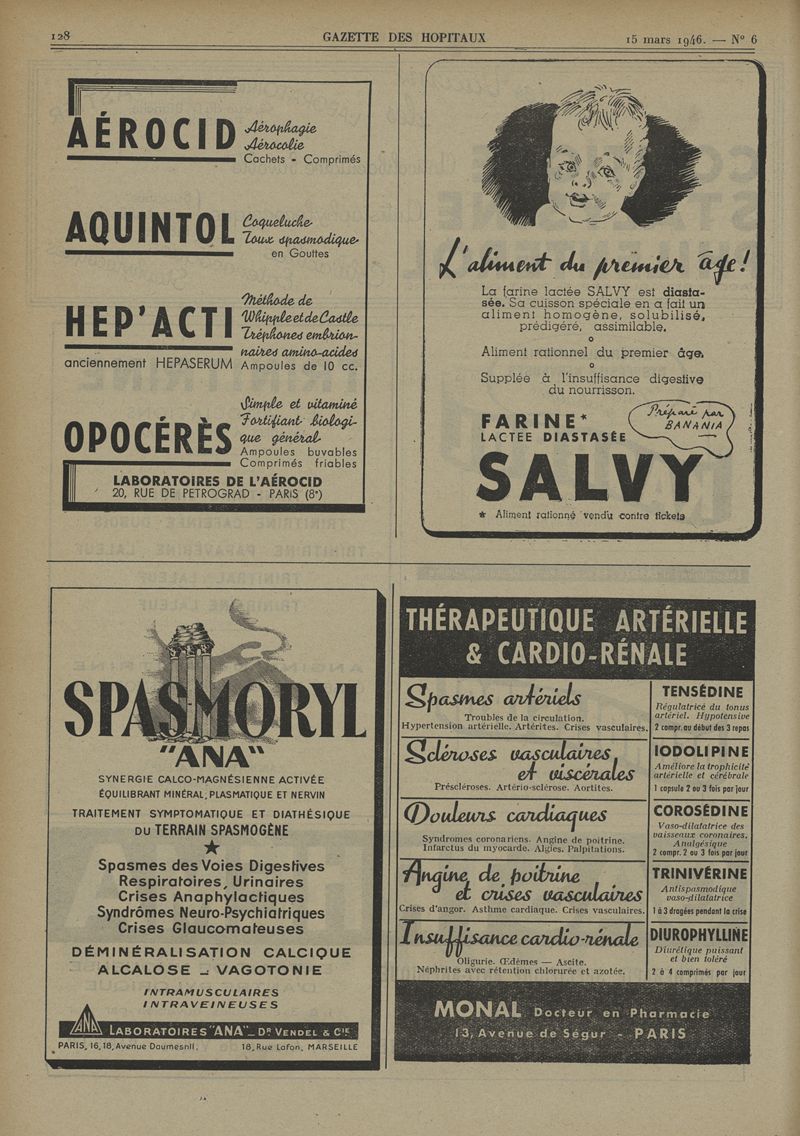 128
GAZETTE DES HOPITAUX
15 mars 1946. — N° 6
AÉROCID
Aérophagie
Aérocolie
Cachets - Comprimés
AQUINTOL
Coqueluche
Toux spasmodique
en Gouttes
HEP'ACTI
anciennement HEPASERUM
Méthode de
Whipple et de Castle
Tréphones embrion-
naires amino-acides
Ampoules de 10 cc.
OPOCÉRÈS
Simple et vitaminé
Fortifiant biologi-
que général
Ampoules buvables
Comprimés friables
LABORATOIRES DE L'AÉROCID
20, RUE DE PETROGRAD - PARIS (8e)
L'aliment du premier âge!
La farine lactée SALVY est diasta-
sée. Sa cuisson spéciale en a fait un
aliment homogène, solubilisé,
prédigéré, assimilable.
o
Aliment rationnel du premier âge.
o
Supplée à l'insuffisance digestive
du nourrisson.
FARINE*
LACTEE DIASTASÉE
Préparé par
BANANIA
SALVY
* Aliment rationné vendu contre tickets
SPASMORYL
"ANA"
SYNERGIE CALCO-MAGNÉSIENNE ACTIVÉE
ÉQUILIBRANT MINÉRAL, PLASMATIQUE ET NERVIN
TRAITEMENT SYMPTOMATIQUE ET DIATHÉSIQUE
DU TERRAIN SPASMOGÈNE
★
Spasmes des Voies Digestives
Respiratoires, Urinaires
Crises Anaphylactiques
Syndrômes Neuro-Psychiatriques
Crises Glaucomateuses
DÉMINÉRALISATION CALCIQUE
ALCALOSE — VAGOTONIE
INTRAMUSCULAIRES
INTRAVEINEUSES
ANA
LABORATOIRES "ANA" — Dr VENDEL & Cie
PARIS, 16, 18, Avenue Daumesnil.
18, Rue Lafon, MARSEILLE
THÉRAPEUTIQUE ARTÉRIELLE
& CARDIO-RÉNALE
Spasmes artériels
Troubles de la circulation.
Hypertension artérielle. Artérites. Crises vasculaires.
TENSÉDINE
Régulatrice du tonus
artériel. Hypotensive
2 compr. au début des 3 repas
Scléroses vasculaires
et viscérales
Préscléroses. Artério-sclérose. Aortites.
IODOLIPINE
Améliore la trophicité
artérielle et cérébrale
1 capsule 2 ou 3 fois par jour
Douleurs cardiaques
Syndromes coronariens. Angine de poitrine.
Infarctus du myocarde. Algies. Palpitations.
COROSÉDINE
Vaso-dilatatrice des
vaisseaux coronaires.
Analgésique
2 compr. 2 ou 3 fois par jour
Angine de poitrine
et crises vasculaires
Crises d'angor. Asthme cardiaque. Crises vasculaires.
TRINIVÉRINE
Antispasmodique
vaso-dilatatrice
1 à 3 dragées pendant la crise
Insuffisance cardio-rénale
Oligurie. Œdèmes — Ascite.
Néphrites avec rétention chlorurée et azotée.
DIUROPHYLLINE
Diurétique puissant
et bien toléré
2 à 4 comprimés par jour
MONAL Docteur en Pharmacie
13, Avenue de Ségur - PARIS